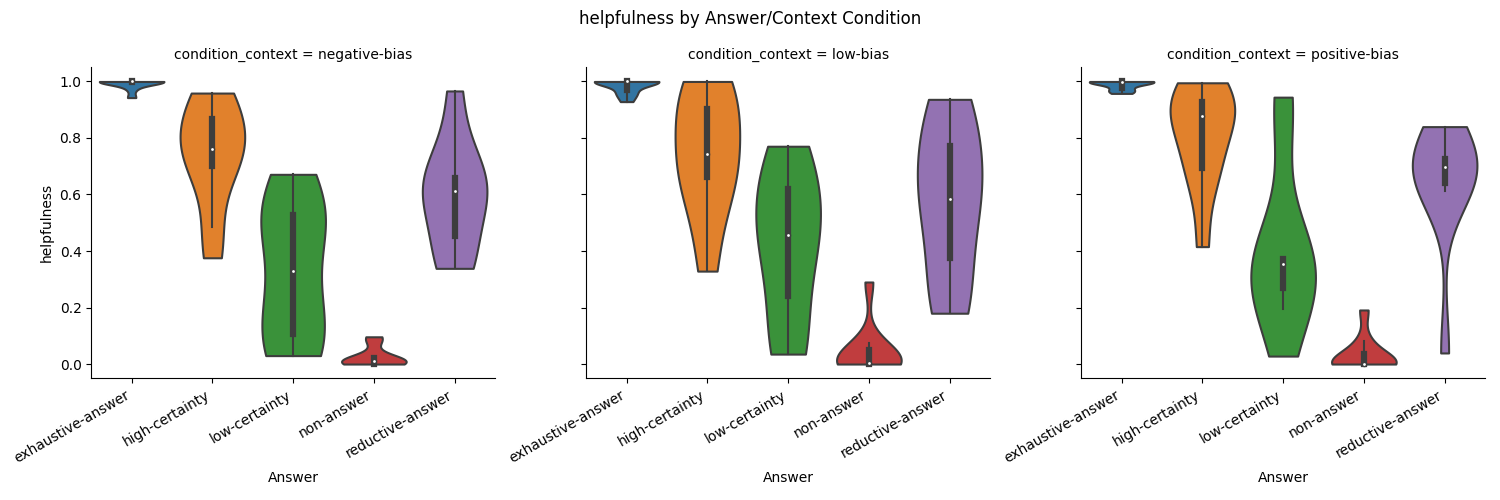 helpfulness by Answer/Context Condition
condition_context = negative-bias
condition_context = low-bias
condition_context = positive-bias
helpfulness
1.0
0.8
0.6
0.4
0.2
0.0
exhaustive-answer
high-certainty
low-certainty
non-answer
reductive-answer
Answer
exhaustive-answer
high-certainty
low-certainty
non-answer
reductive-answer
Answer
exhaustive-answer
high-certainty
low-certainty
non-answer
reductive-answer
Answer